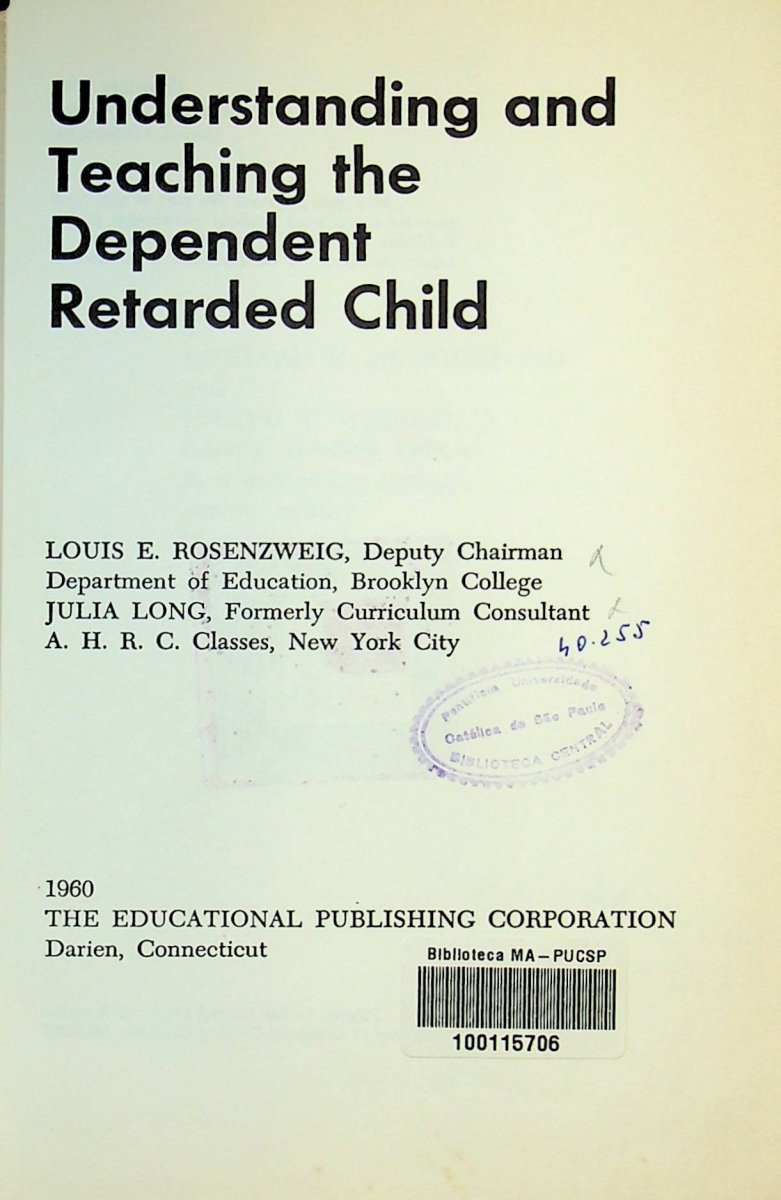 Understanding and
Teaching the
Dependent
Retarded Child
LOUIS E. ROSENZWEIG, Deputy Chairman
Department of Education, Brooklyn College
JULIA LONG, Formerly Curriculum Consultant
A. H. R. C. Classes, New York City
40.255
Pontifícia Universidade
Católica de São Paulo
BIBLIOTECA CENTRAL
1960
THE EDUCATIONAL PUBLISHING CORPORATION
Darien, Connecticut
Biblioteca MA – PUCSP
100115706